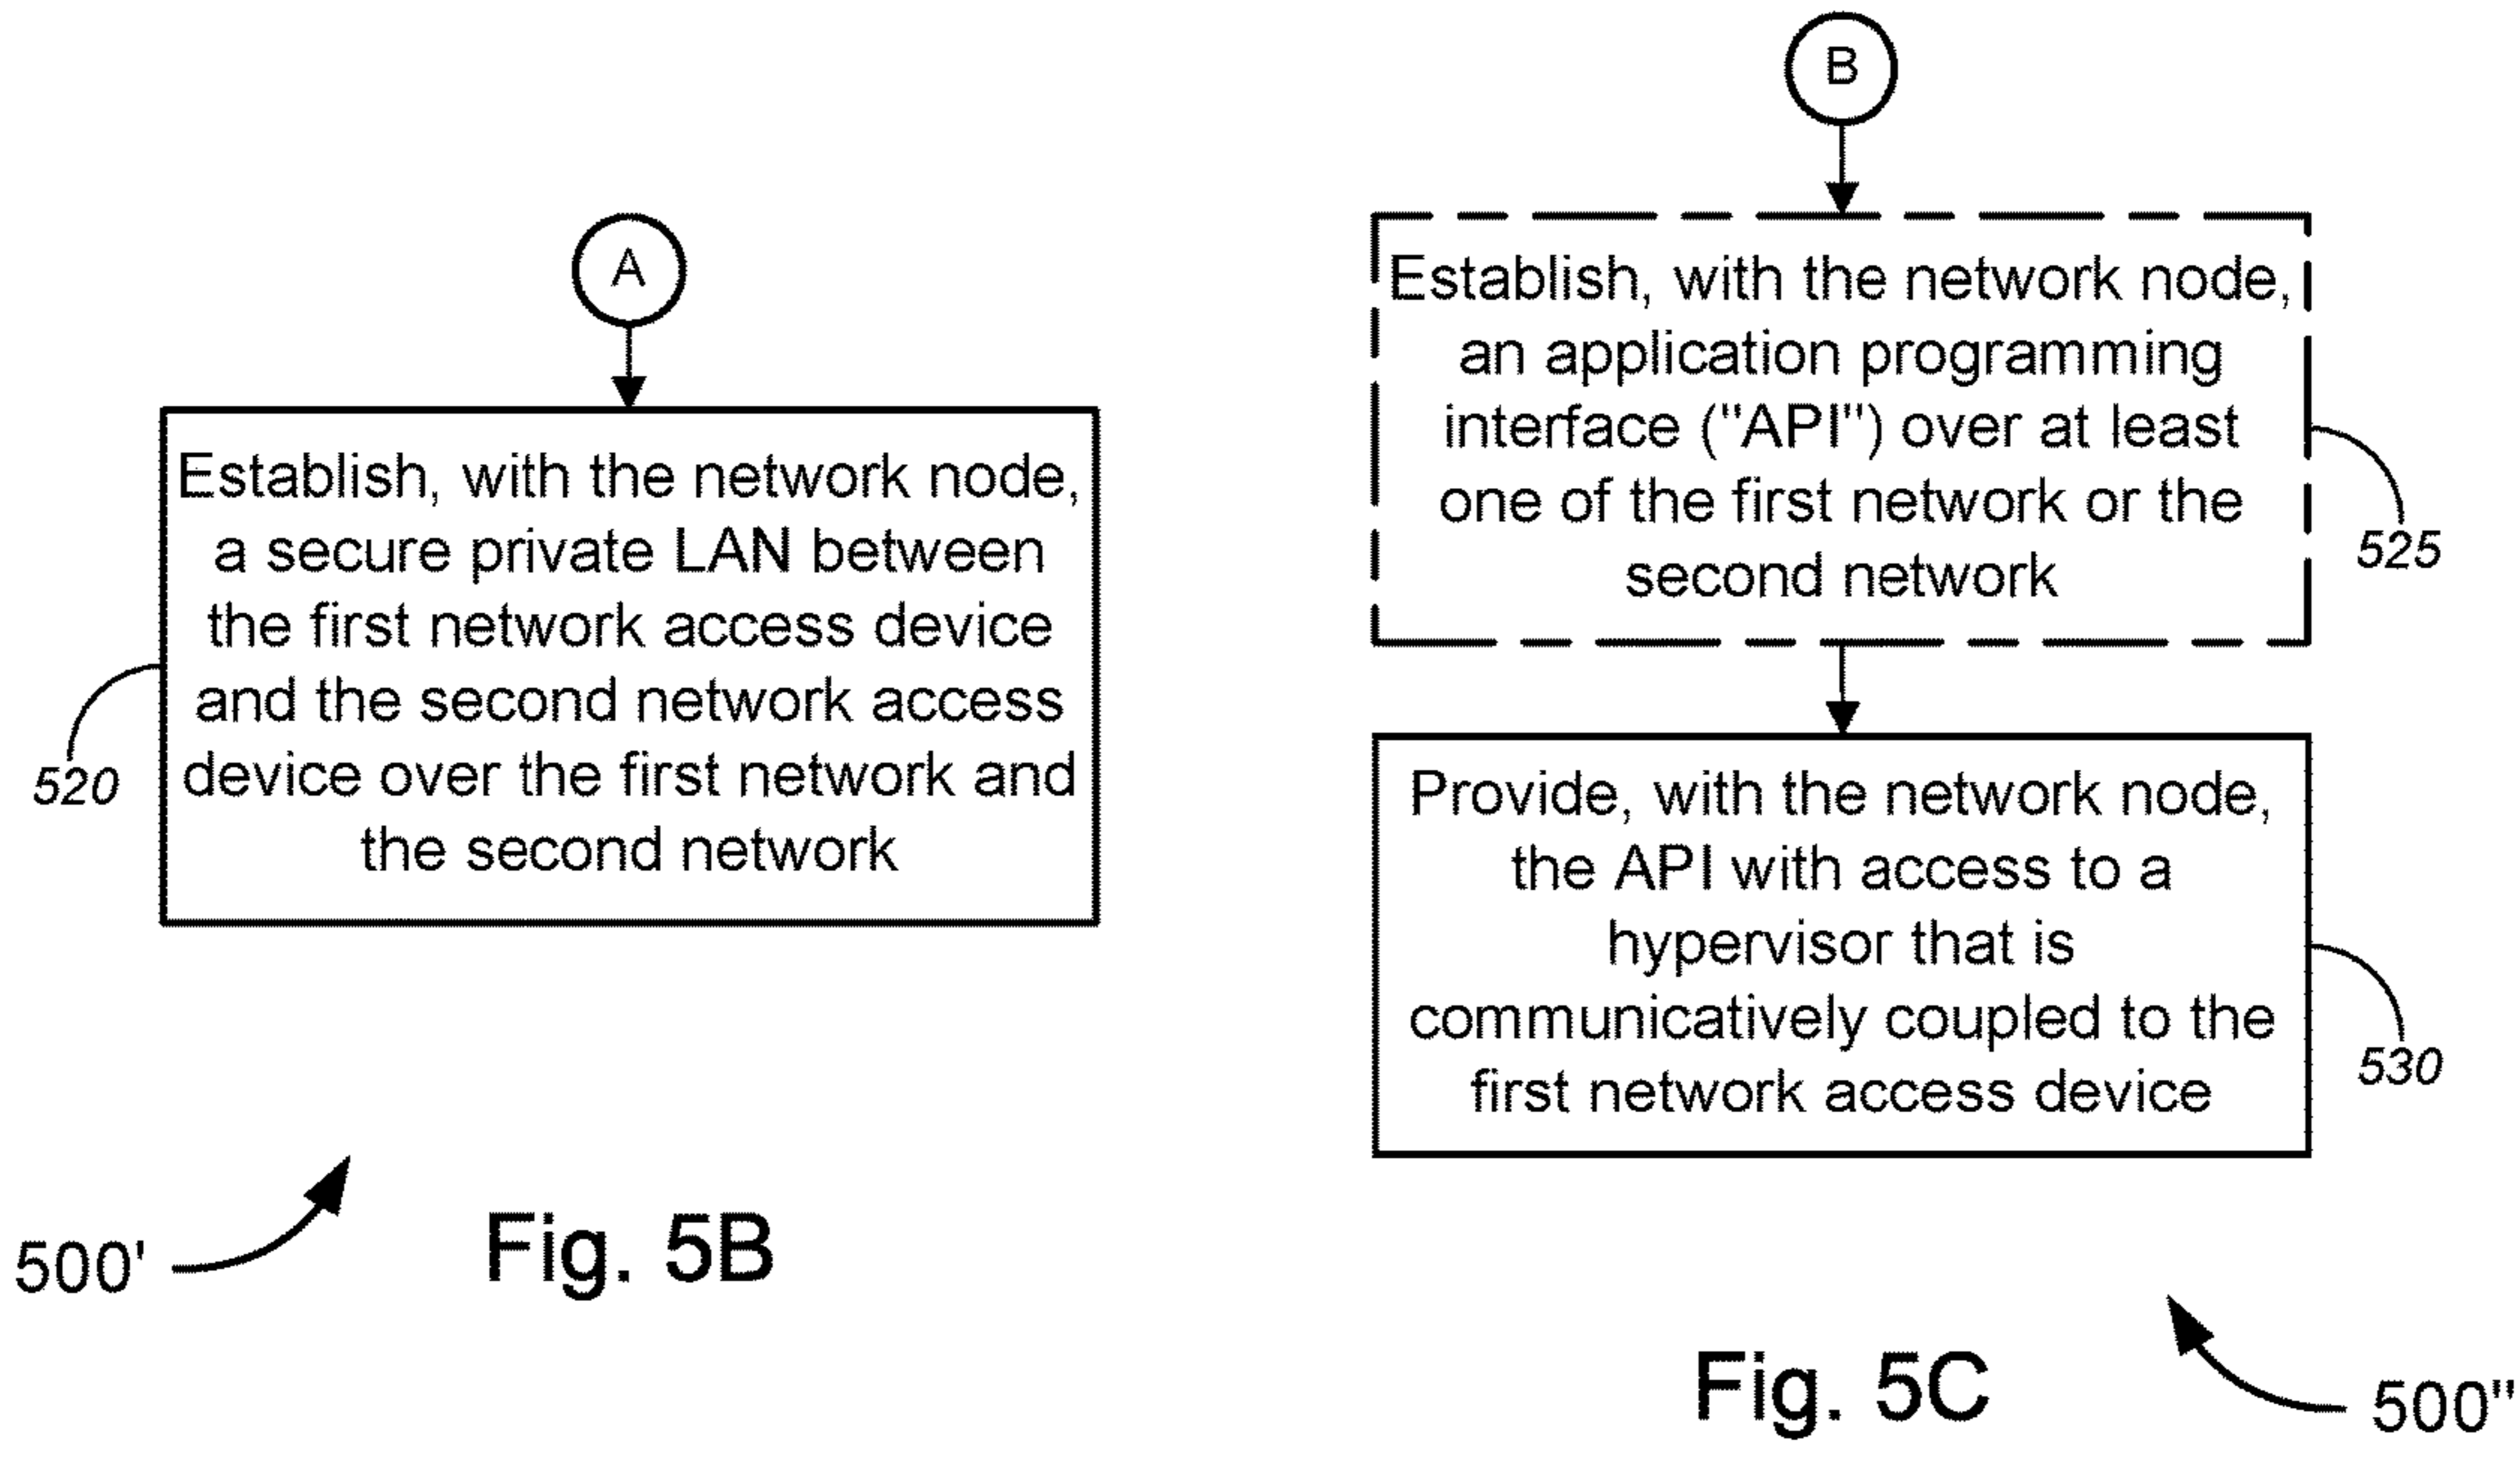 A
Establish, with the network node,
a secure private LAN between
the first network access device
and the second network access
device over the first network and
the second network
520
500'
Fig. 5B
B
Establish, with the network node,
an application programming
interface ("API") over at least
one of the first network or the
second network
525
Provide, with the network node,
the API with access to a
hypervisor that is
communicatively coupled to the
first network access device
530
Fig. 5C
500"